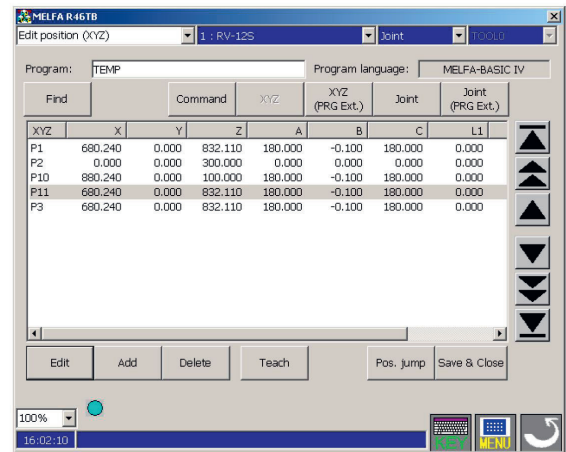 MELFA R46TB
Edit position (XYZ) 1 : RV-12S Joint TOOL0
Program: TEMP Program language: MELFA-BASIC IV
Find Command XYZ XYZ (PRG Ext.) Joint Joint (PRG Ext.)
XYZ X Y Z A B C L1
P1 680.240 0.000 832.110 180.000 -0.100 180.000 0.000
P2 0.000 0.000 300.000 0.000 0.000 0.000 0.000
P10 880.240 0.000 100.000 180.000 -0.100 180.000 0.000
P11 680.240 0.000 832.110 180.000 -0.100 180.000 0.000
P3 680.240 0.000 832.110 180.000 -0.100 180.000 0.000
Edit Add Delete Teach Pos. jump Save & Close
100%
16:02:10 KEY MENU